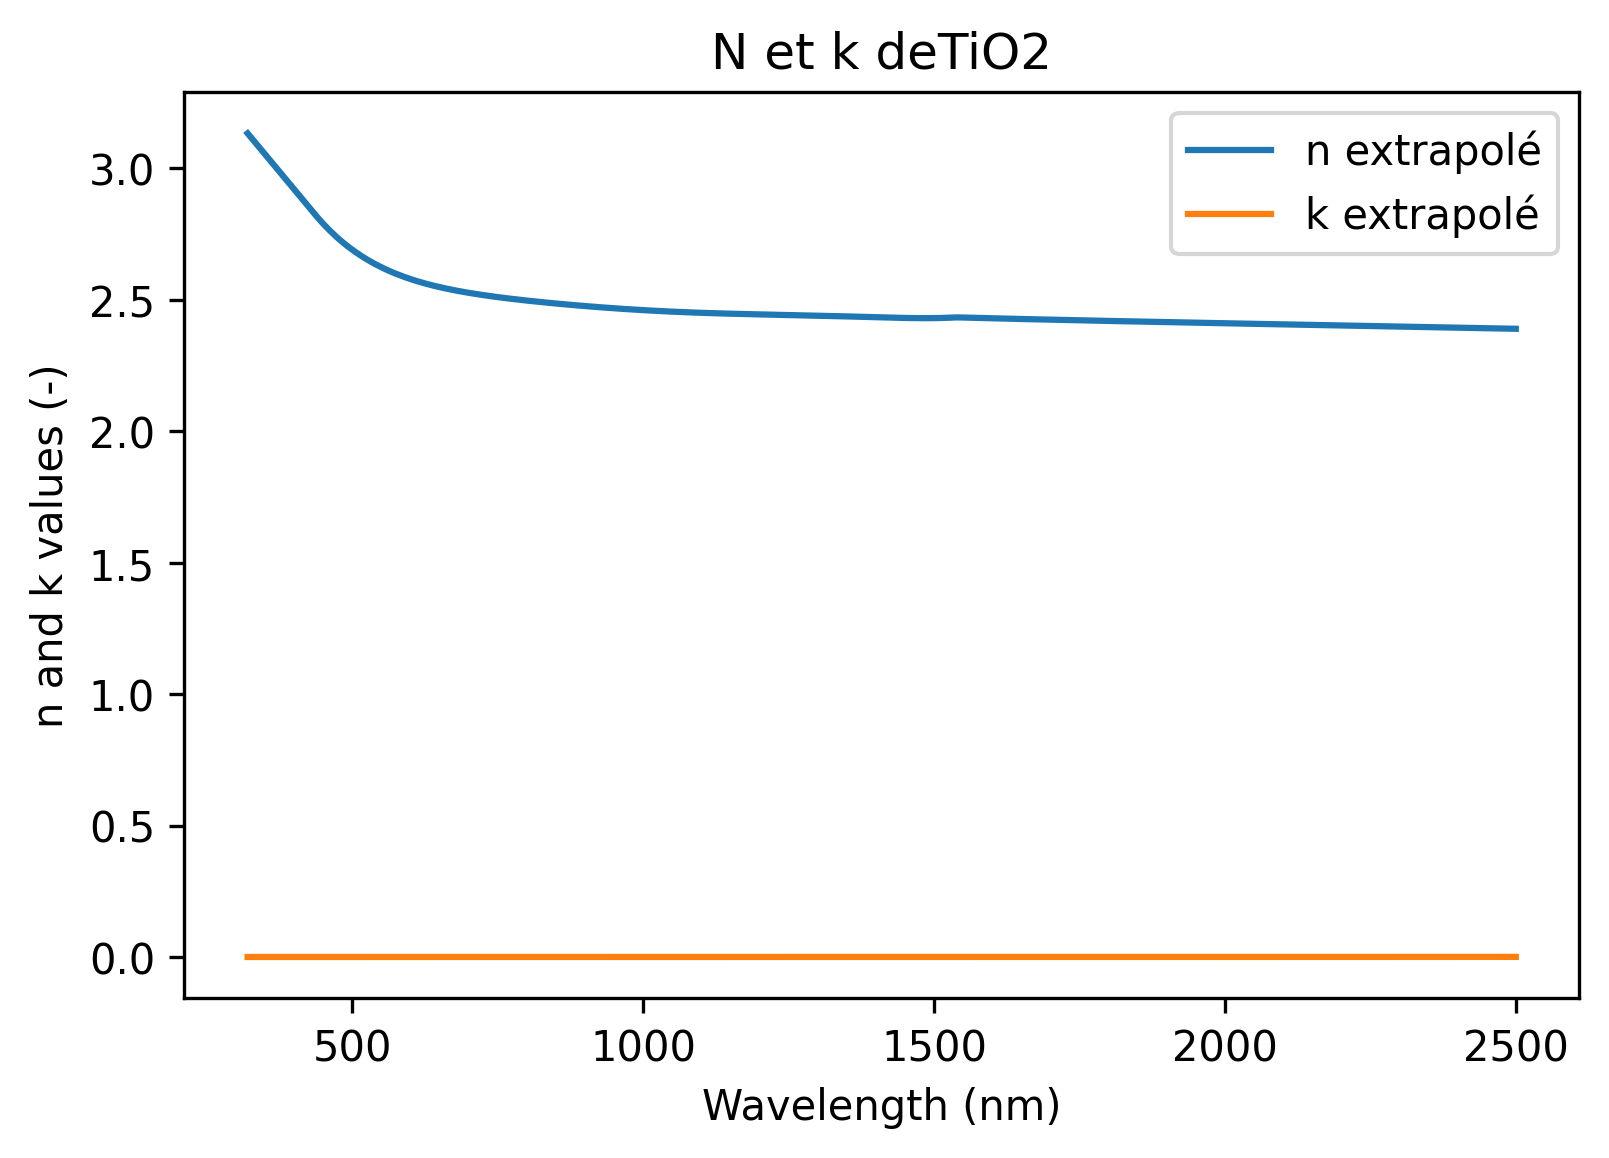 N et k deTiO2
n extrapolé
k extrapolé
3.0
2.5
2.0
1.5
1.0
0.5
0.0
n and k values (-)
500 1000 1500 2000 2500
Wavelength (nm)